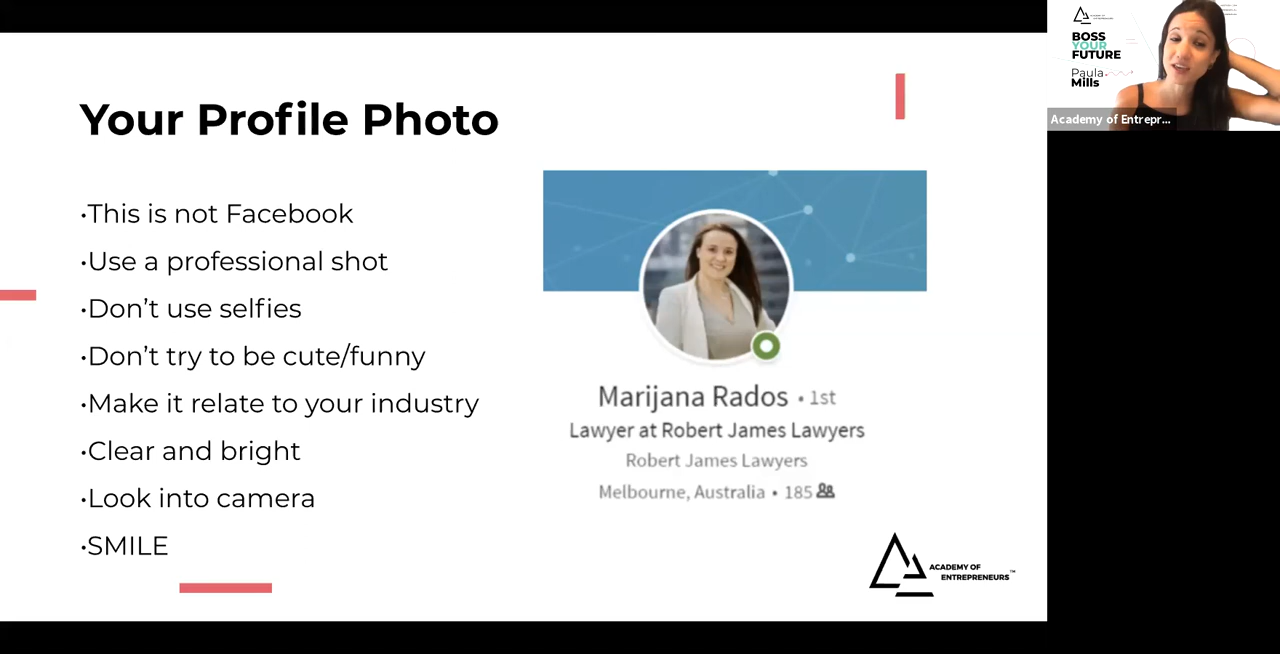 Your Profile Photo
•This is not Facebook
•Use a professional shot
•Don’t use selfies
•Don’t try to be cute/funny
•Make it relate to your industry
•Clear and bright
•Look into camera
•SMILE
Marijana Rados • 1st
Lawyer at Robert James Lawyers
Robert James Lawyers
Melbourne, Australia • 185
ACADEMY OF
ENTREPRENEURS™
BOSS
YOUR
FUTURE
Paula
Mills
Academy of Entrepr...